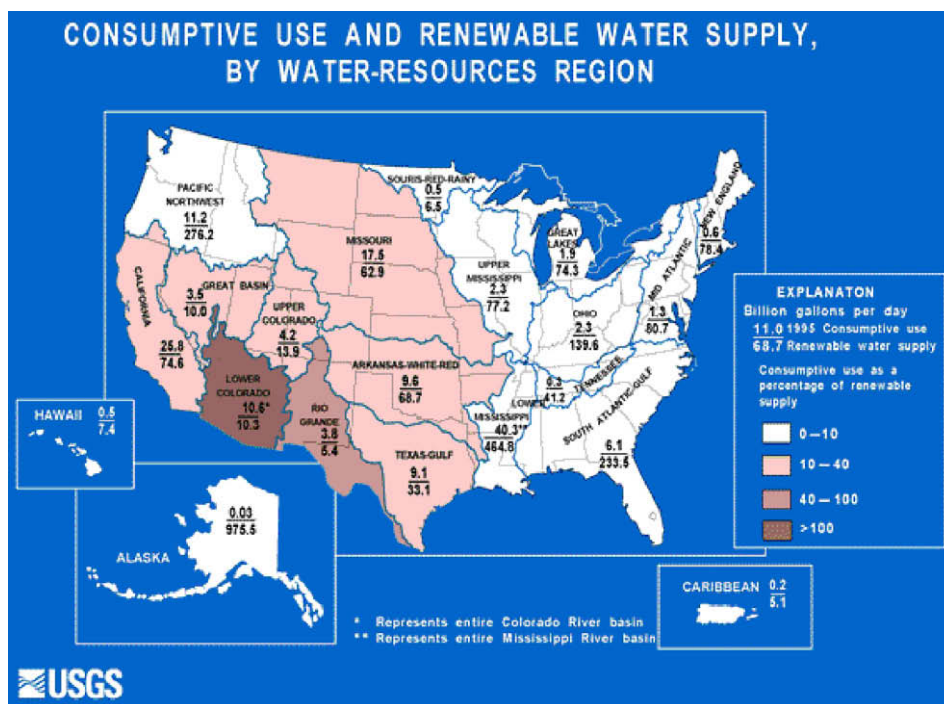 CONSUMPTIVE USE AND RENEWABLE WATER SUPPLY,
BY WATER-RESOURCES REGION
PACIFIC
NORTHWEST
11.2
276.2
SOURIS-RED-RAINY
0.5
6.5
NEW ENGLAND
0.6
78.4
MISSOURI
17.5
62.9
GREAT
LAKES
1.9
74.3
UPPER
MISSISSIPPI
2.3
77.2
MID ATLANTIC
1.3
80.7
CALIFORNIA
25.8
74.6
GREAT BASIN
3.5
10.0
UPPER
COLORADO
4.2
13.9
OHIO
2.3
139.6
ARKANSAS-WHITE-RED
9.6
68.7
TENNESSEE
0.3
41.2
LOWER
COLORADO
10.6*
10.3
RIO
GRANDE
3.8
5.4
LOWER
MISSISSIPPI
40.3**
464.8
SOUTH ATLANTIC-GULF
6.1
233.5
TEXAS-GULF
9.1
33.1
EXPLANATON
Billion gallons per day
11.0 1995 Consumptive use
68.7 Renewable water supply
Consumptive use as a
percentage of renewable
supply
0—10
10—40
40—100
>100
HAWAII 0.5
7.4
ALASKA
0.03
975.5
CARIBBEAN 0.2
5.1
* Represents entire Colorado River basin
** Represents entire Mississippi River basin
USGS